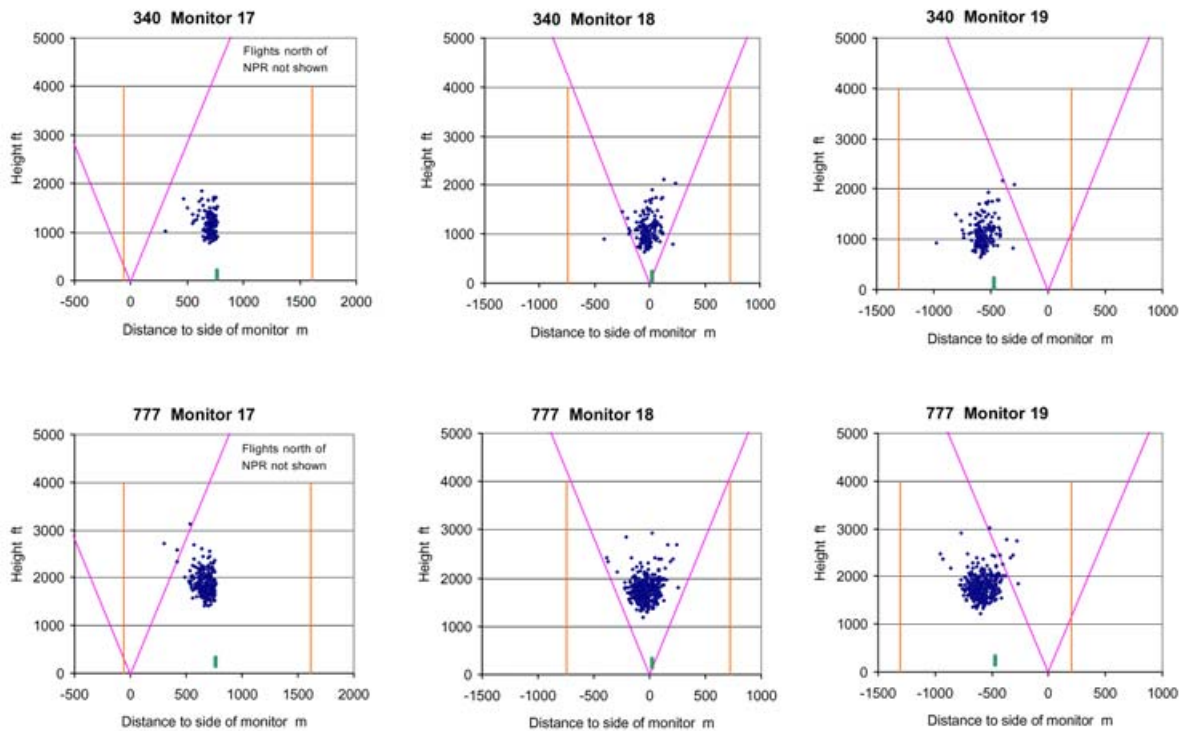 340 Monitor 17
5000
4000
3000
2000
1000
0
Height ft
Flights north of
NPR not shown
-500 0 500 1000 1500 2000
Distance to side of monitor m
340 Monitor 18
5000
4000
3000
2000
1000
0
Height ft
-1500 -1000 -500 0 500 1000
Distance to side of monitor m
340 Monitor 19
5000
4000
3000
2000
1000
0
Height ft
-1500 -1000 -500 0 500 1000
Distance to side of monitor m
777 Monitor 17
5000
4000
3000
2000
1000
0
Height ft
Flights north of
NPR not shown
-500 0 500 1000 1500 2000
Distance to side of monitor m
777 Monitor 18
5000
4000
3000
2000
1000
0
Height ft
-1500 -1000 -500 0 500 1000
Distance to side of monitor m
777 Monitor 19
5000
4000
3000
2000
1000
0
Height ft
-1500 -1000 -500 0 500 1000
Distance to side of monitor m